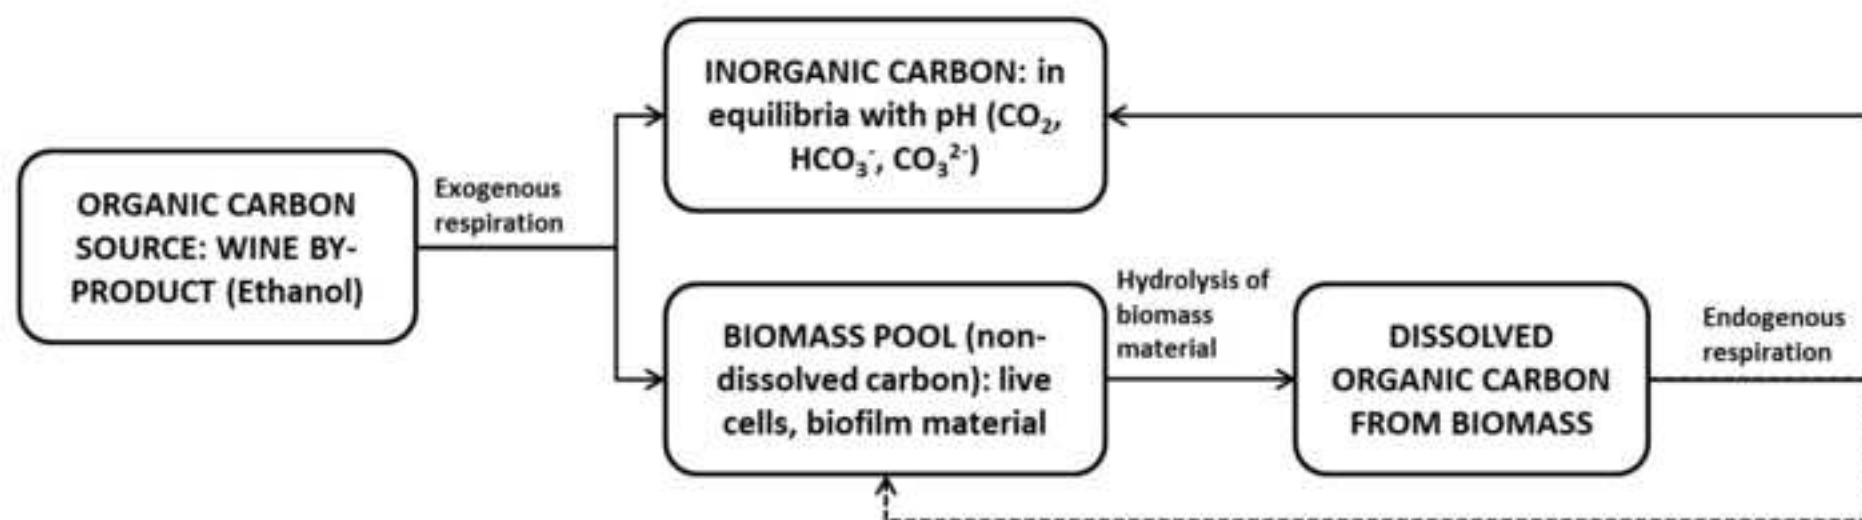 ORGANIC CARBON
SOURCE: WINE BY-
PRODUCT (Ethanol)
Exogenous
respiration
INORGANIC CARBON: in
equilibria with pH (CO₂,
HCO₃⁻, CO₃²⁻)
BIOMASS POOL (non-
dissolved carbon): live
cells, biofilm material
Hydrolysis of
biomass
material
DISSOLVED
ORGANIC CARBON
FROM BIOMASS
Endogenous
respiration